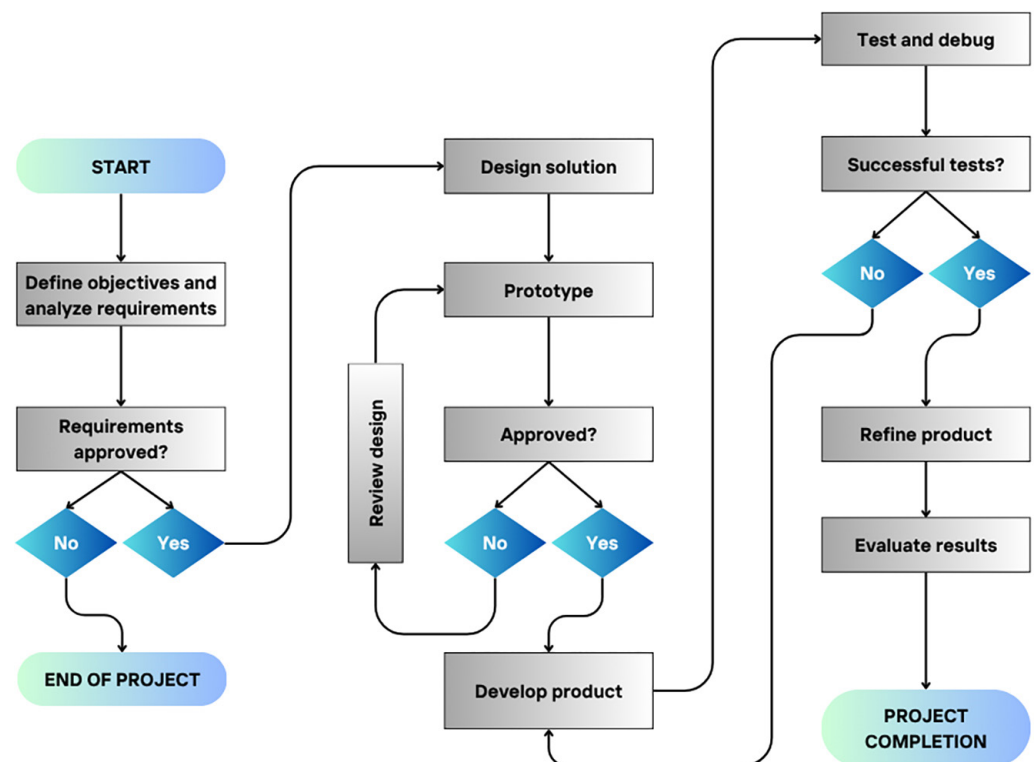 START
Define objectives and
analyze requirements
Requirements
approved?
No
Yes
END OF PROJECT
Design solution
Prototype
Review design
Approved?
No
Yes
Develop product
Test and debug
Successful tests?
No
Yes
Refine product
Evaluate results
PROJECT
COMPLETION